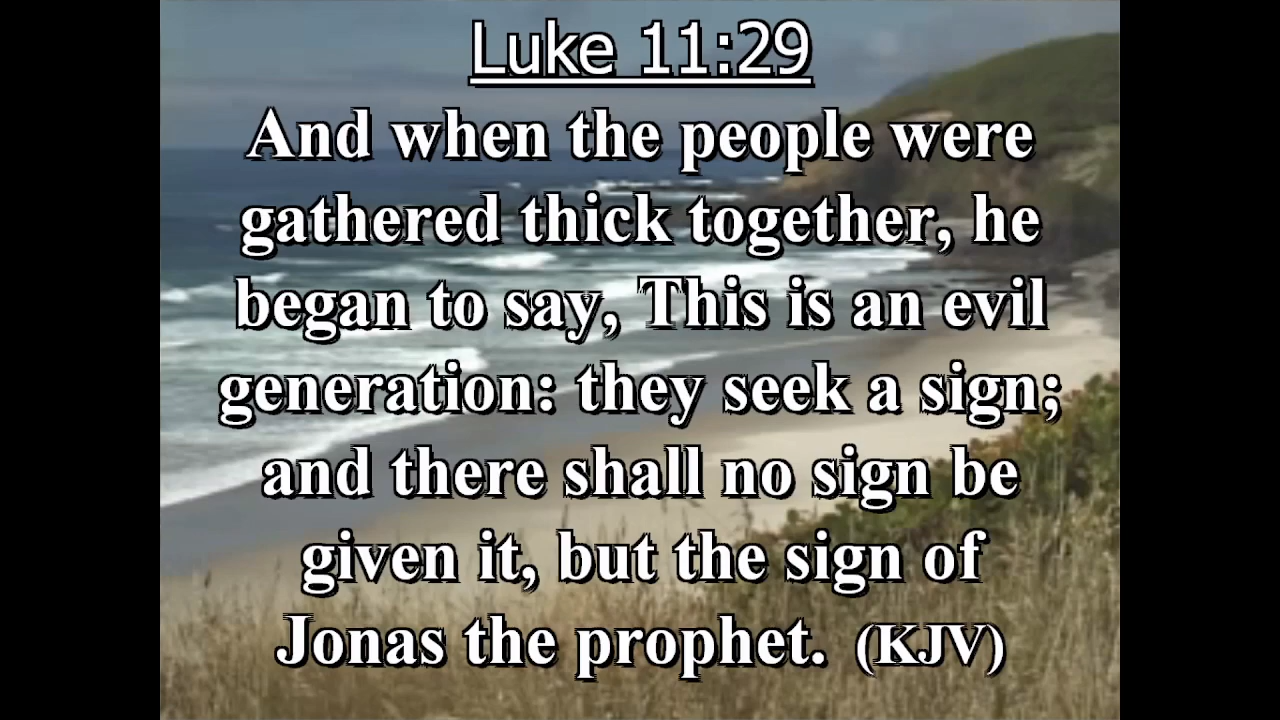 Luke 11:29
And when the people were
gathered thick together, he
began to say, This is an evil
generation: they seek a sign;
and there shall no sign be
given it, but the sign of
Jonas the prophet. (KJV)